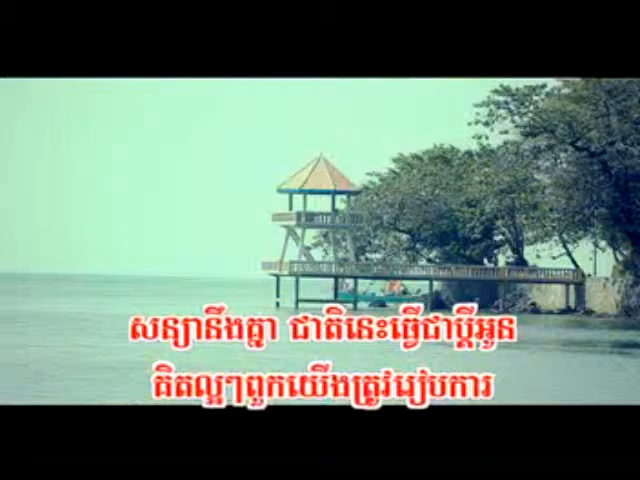 សន្យានឹងគ្នា ជាតិនេះធ្វើជាប្ដីអូន
គិតល្អៗពួកយើងត្រូវរៀបការ